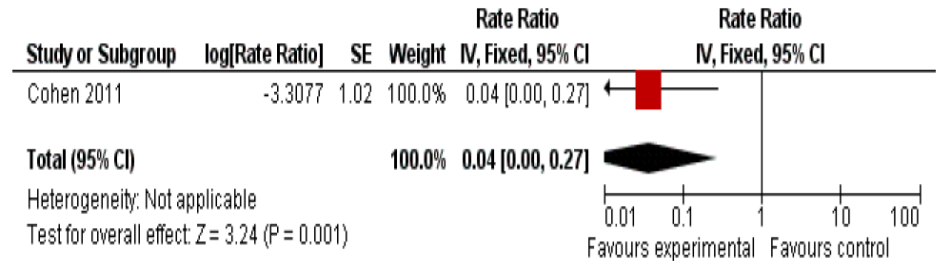 Rate Ratio Rate Ratio
Study or Subgroup log[Rate Ratio] SE Weight IV, Fixed, 95% CI IV, Fixed, 95% CI
Cohen 2011 -3.3077 1.02 100.0% 0.04 [0.00, 0.27]
Total (95% CI) 100.0% 0.04 [0.00, 0.27]
Heterogeneity: Not applicable
Test for overall effect: Z = 3.24 (P = 0.001)
0.01 0.1 1 10 100
Favours experimental Favours control